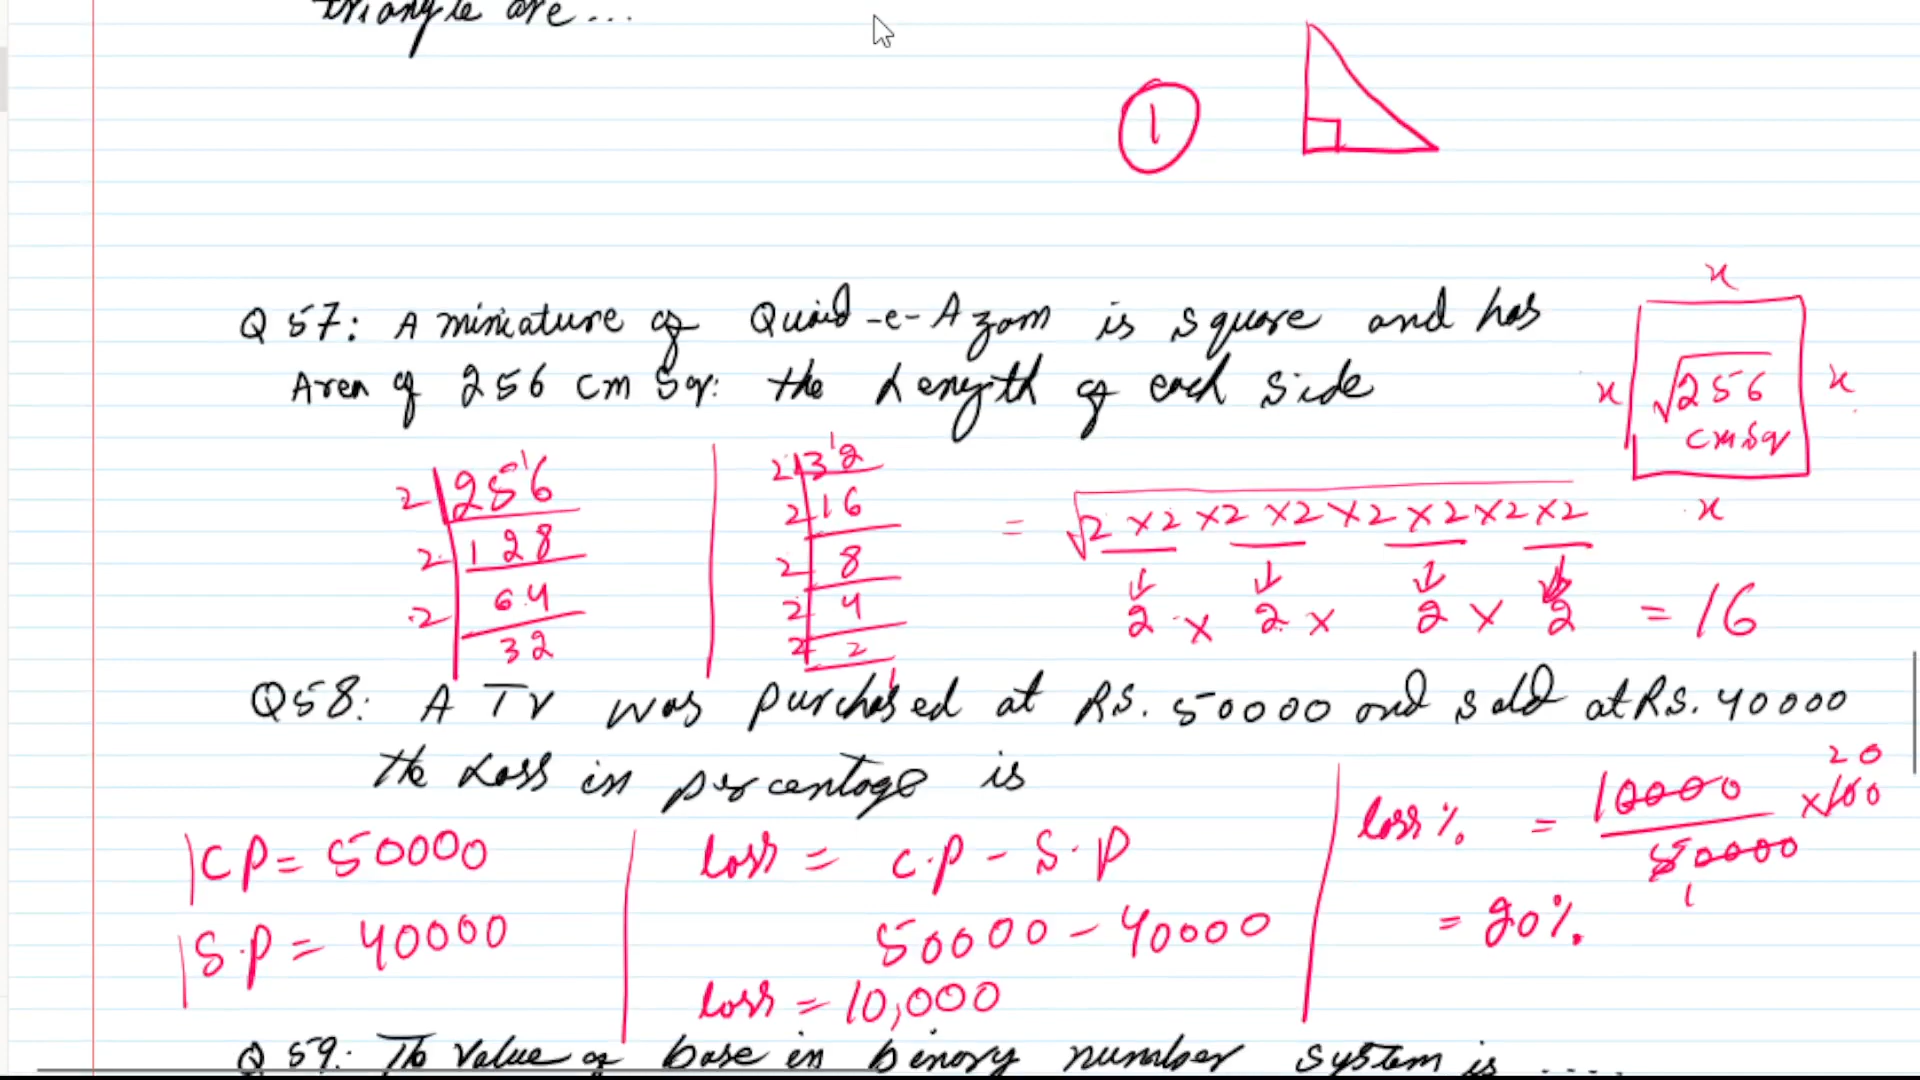 triangle are...
1
Q 57: A miniature of Quaid-e-Azam is square and has
Area of 256 cm Sq: the Length of each side
x
x √256 x
cm Sq
x
2 256
2 128
2 64
32
2 32
2 16
2 8
2 4
2 2
1
= √2×2×2×2×2×2×2×2
2 × 2 × 2 × 2 = 16
Q58: A TV was purchased at RS. 50000 and sold at RS. 40000
the Loss in percentage is
CP = 50000
S.P = 40000
loss = C.P - S.P
50000 - 40000
loss = 10,000
20
loss % = 10000 ×100
50000
1
= 20%.
Q 59: The Value of base in binary number system is ....